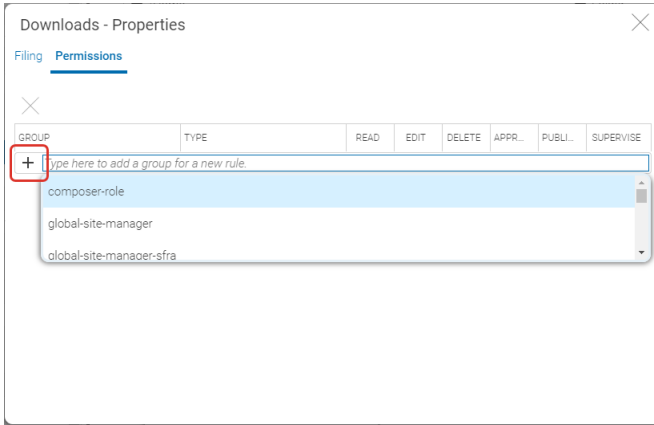 Downloads - Properties
Filing Permissions
GROUP TYPE READ EDIT DELETE APPR... PUBLI... SUPERVISE
Type here to add a group for a new rule.
composer-role
global-site-manager
global-site-manager-sfra